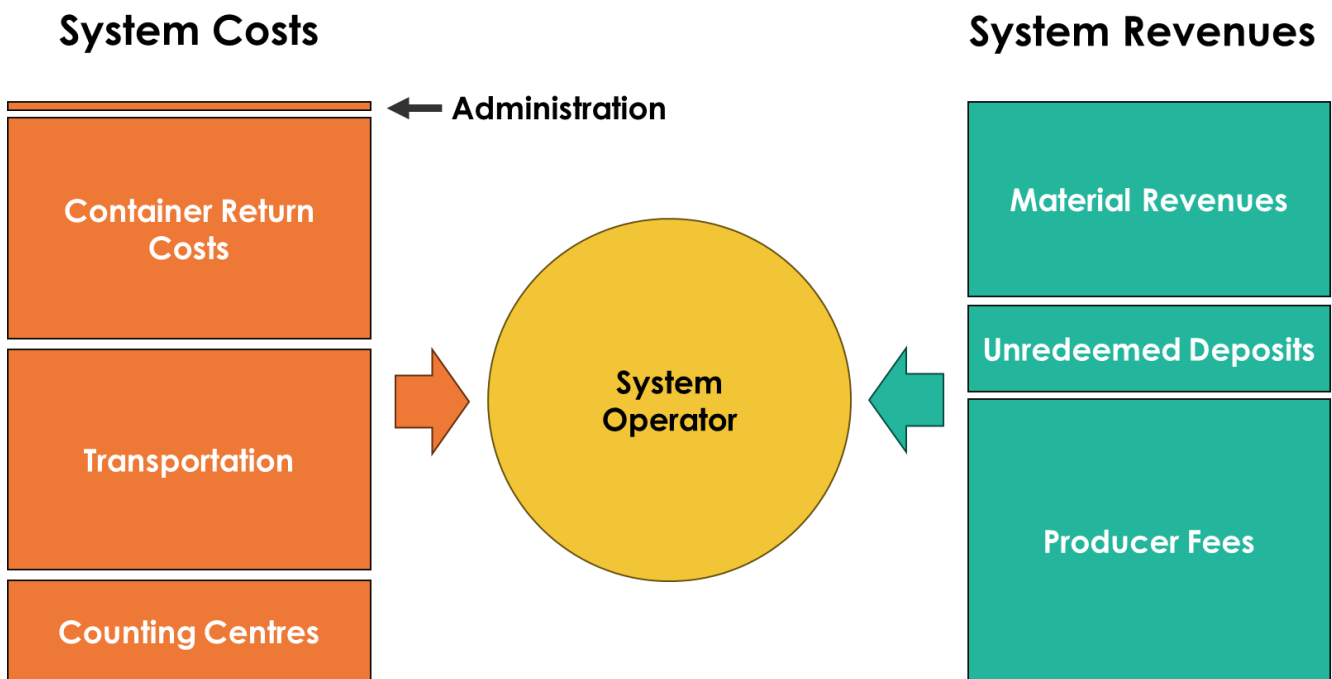 System Costs
System Revenues
Administration
Container Return
Costs
Transportation
Counting Centres
System
Operator
Material Revenues
Unredeemed Deposits
Producer Fees